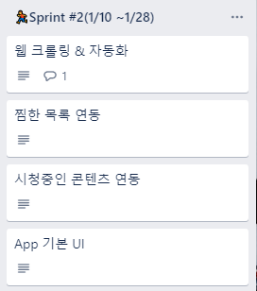 🏃Sprint #2(1/10 ~1/28)
웹 크롤링 & 자동화
1
찜한 목록 연동
시청중인 콘텐츠 연동
App 기본 UI